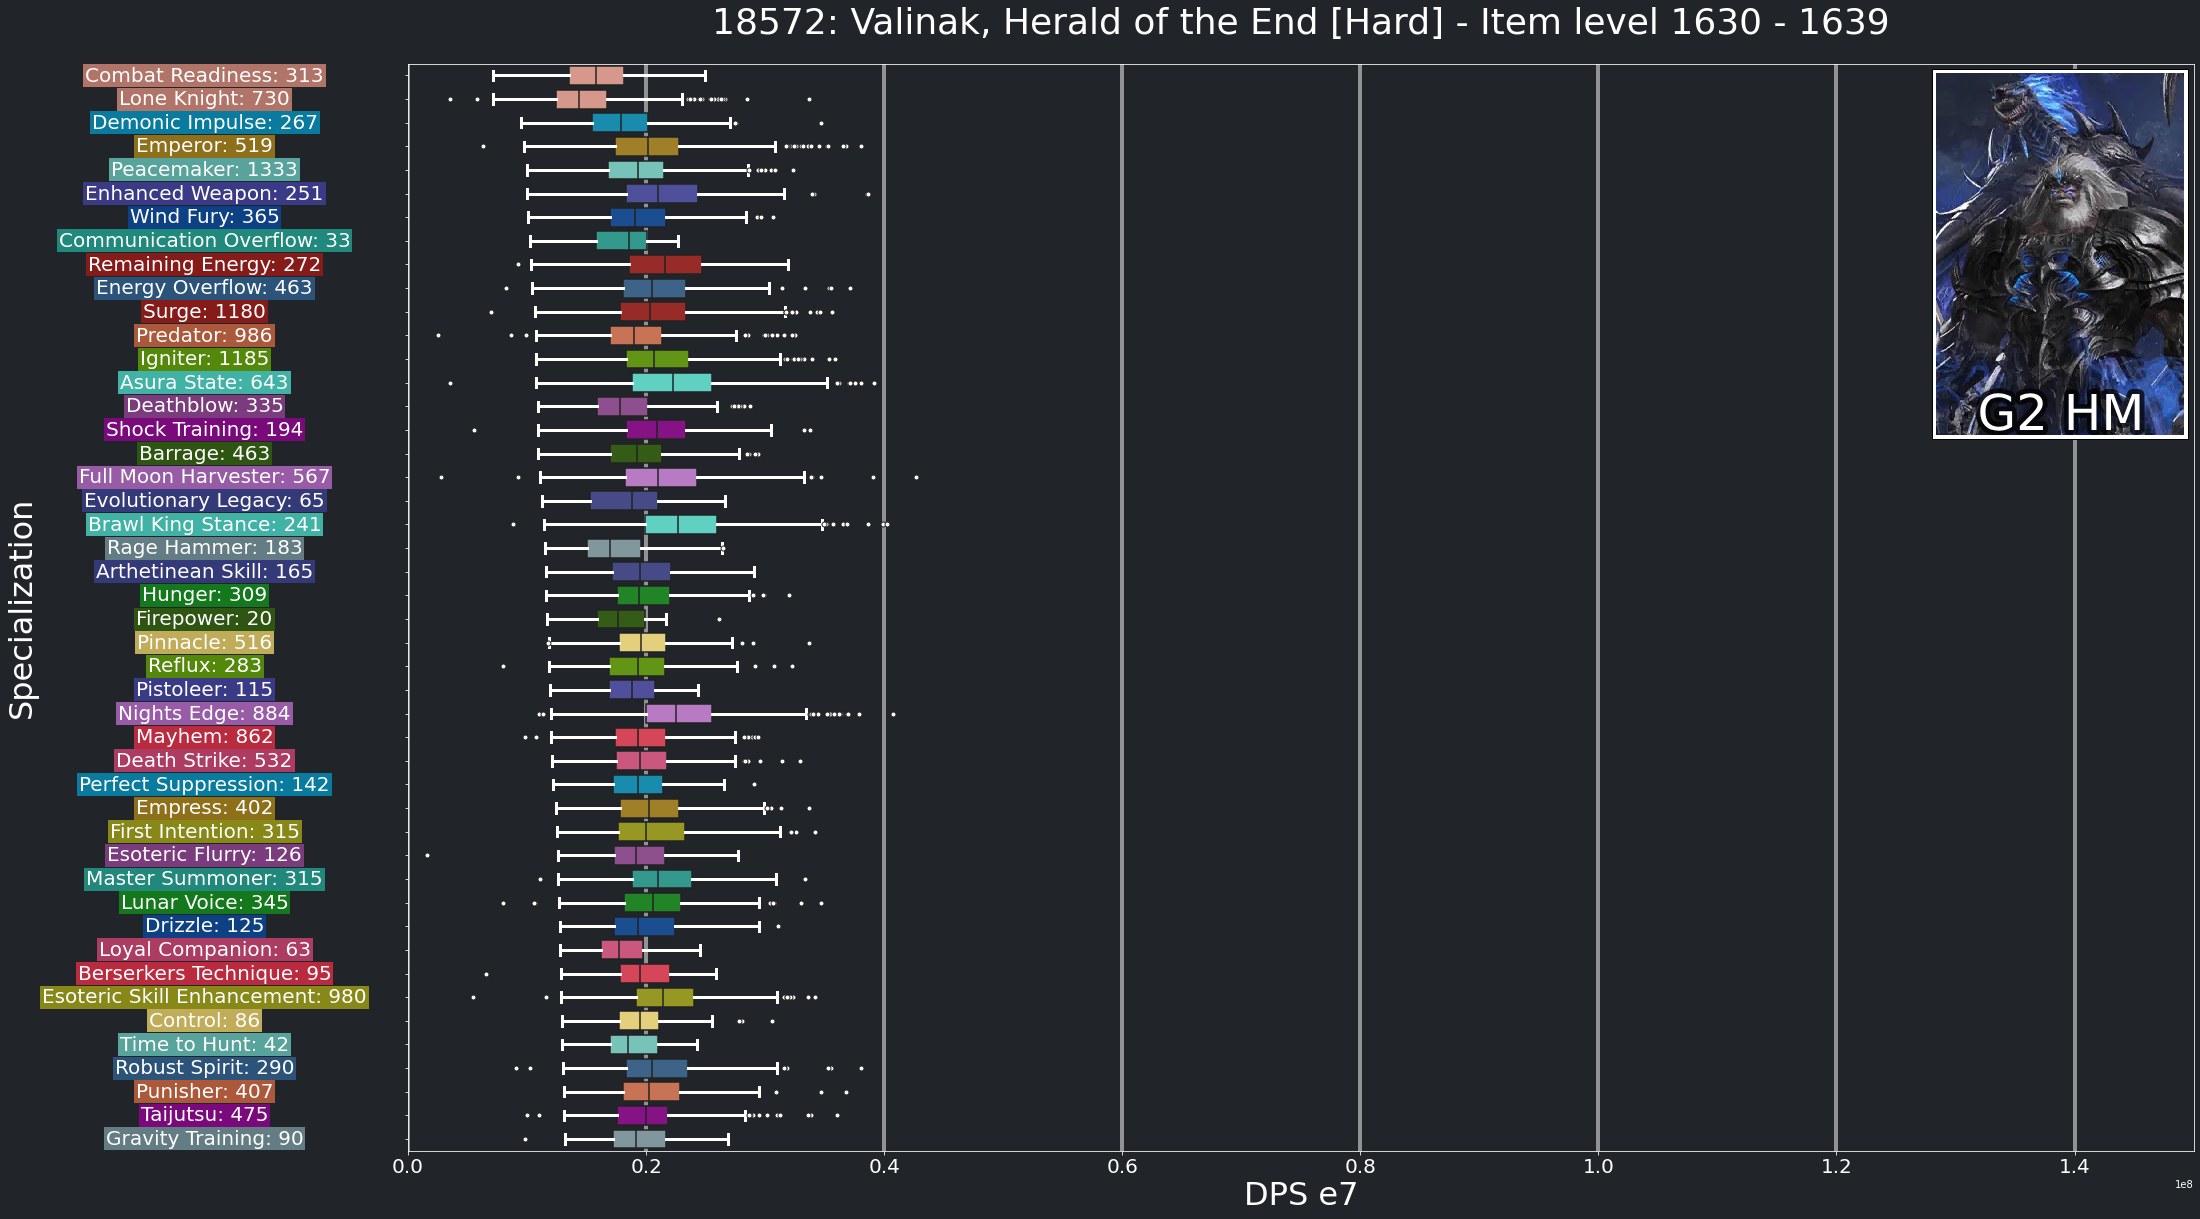 18572: Valinak, Herald of the End [Hard] - Item level 1630 - 1639
Combat Readiness: 313
Lone Knight: 730
Demonic Impulse: 267
Emperor: 519
Peacemaker: 1333
Enhanced Weapon: 251
Wind Fury: 365
Communication Overflow: 33
Remaining Energy: 272
Energy Overflow: 463
Surge: 1180
Predator: 986
Igniter: 1185
Asura State: 643
Deathblow: 335
Shock Training: 194
Barrage: 463
Full Moon Harvester: 567
Evolutionary Legacy: 65
Brawl King Stance: 241
Rage Hammer: 183
Arthetinean Skill: 165
Hunger: 309
Firepower: 20
Pinnacle: 516
Reflux: 283
Pistoleer: 115
Nights Edge: 884
Mayhem: 862
Death Strike: 532
Perfect Suppression: 142
Empress: 402
First Intention: 315
Esoteric Flurry: 126
Master Summoner: 315
Lunar Voice: 345
Drizzle: 125
Loyal Companion: 63
Berserkers Technique: 95
Esoteric Skill Enhancement: 980
Control: 86
Time to Hunt: 42
Robust Spirit: 290
Punisher: 407
Taijutsu: 475
Gravity Training: 90
Specialization
G2 HM
0.0 0.2 0.4 0.6 0.8 1.0 1.2 1.4
1e8
DPS e7